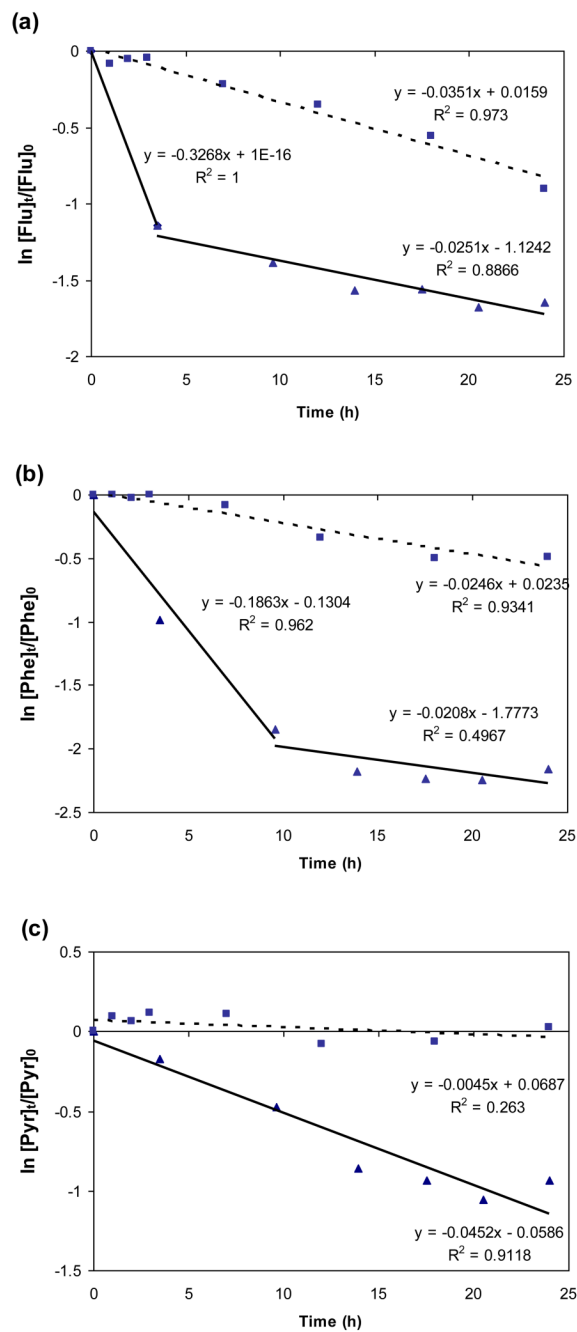 (a)
0
-0.5
-1
-1.5
-2
ln [Flu]t/[Flu]0
y = -0.0351x + 0.0159
R² = 0.973
y = -0.3268x + 1E-16
R² = 1
y = -0.0251x - 1.1242
R² = 0.8866
0 5 10 15 20 25
Time (h)
(b)
0
-0.5
-1
-1.5
-2
-2.5
ln [Phe]t/[Phe]0
y = -0.0246x + 0.0235
R² = 0.9341
y = -0.1863x - 0.1304
R² = 0.962
y = -0.0208x - 1.7773
R² = 0.4967
0 5 10 15 20 25
Time (h)
(c)
0.5
0
-0.5
-1
-1.5
ln [Pyr]t/[Pyr]0
y = -0.0045x + 0.0687
R² = 0.263
y = -0.0452x - 0.0586
R² = 0.9118
0 5 10 15 20 25
Time (h)